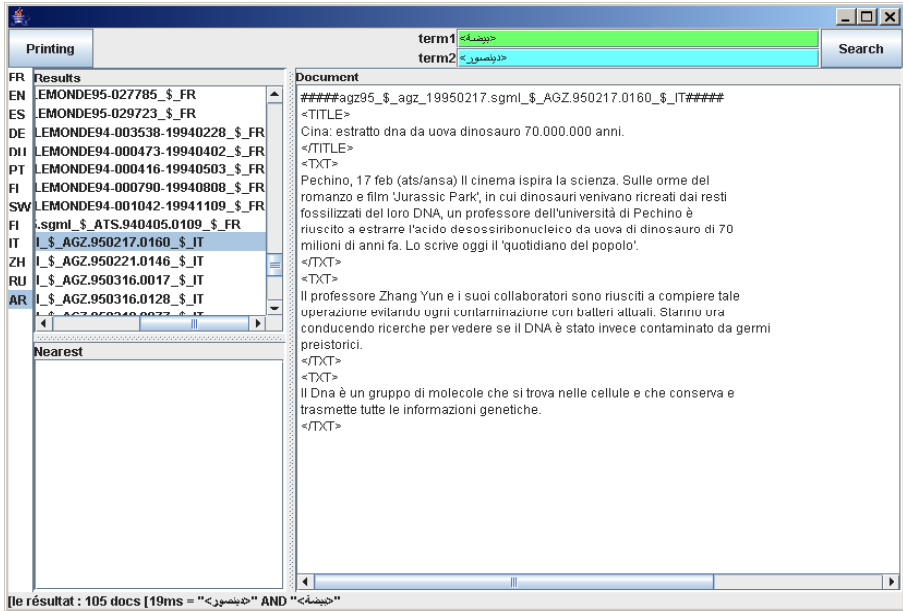 Printing
term1 <بيضة>
term2 <دينصور>
Search
FR
EN
ES
DE
DU
PT
FI
SW
FI
IT
ZH
RU
AR
Results
LEMONDE95-027785_$_FR
LEMONDE95-029723_$_FR
LEMONDE94-003538-19940228_$_FR
LEMONDE94-000473-19940402_$_FR
LEMONDE94-000416-19940503_$_FR
LEMONDE94-000790-19940808_$_FR
LEMONDE94-001042-19941109_$_FR
.sgml_$_ATS.940405.0109_$_FR
l_$_AGZ.950217.0160_$_IT
l_$_AGZ.950221.0146_$_IT
l_$_AGZ.950316.0017_$_IT
l_$_AGZ.950316.0128_$_IT
Nearest
Document
#####agz95_$_agz_19950217.sgml_$_AGZ.950217.0160_$_IT#####
<TITLE>
Cina: estratto dna da uova dinosauro 70.000.000 anni.
</TITLE>
<TXT>
Pechino, 17 feb (ats/ansa) Il cinema ispira la scienza. Sulle orme del
romanzo e film 'Jurassic Park', in cui dinosauri venivano ricreati dai resti
fossilizzati del loro DNA, un professore dell'università di Pechino è
riuscito a estrarre l'acido desossiribonucleico da uova di dinosauro di 70
milioni di anni fa. Lo scrive oggi il 'quotidiano del popolo'.
</TXT>
<TXT>
Il professore Zhang Yun e i suoi collaboratori sono riusciti a compiere tale
operazione evitando ogni contaminazione con batteri attuali. Stanno ora
conducendo ricerche per vedere se il DNA è stato invece contaminato da germi
preistorici.
</TXT>
<TXT>
Il Dna è un gruppo di molecole che si trova nelle cellule e che conserva e
trasmette tutte le informazioni genetiche.
</TXT>
[le résultat : 105 docs [19ms = "<دينصور>" AND "<بيضة>"